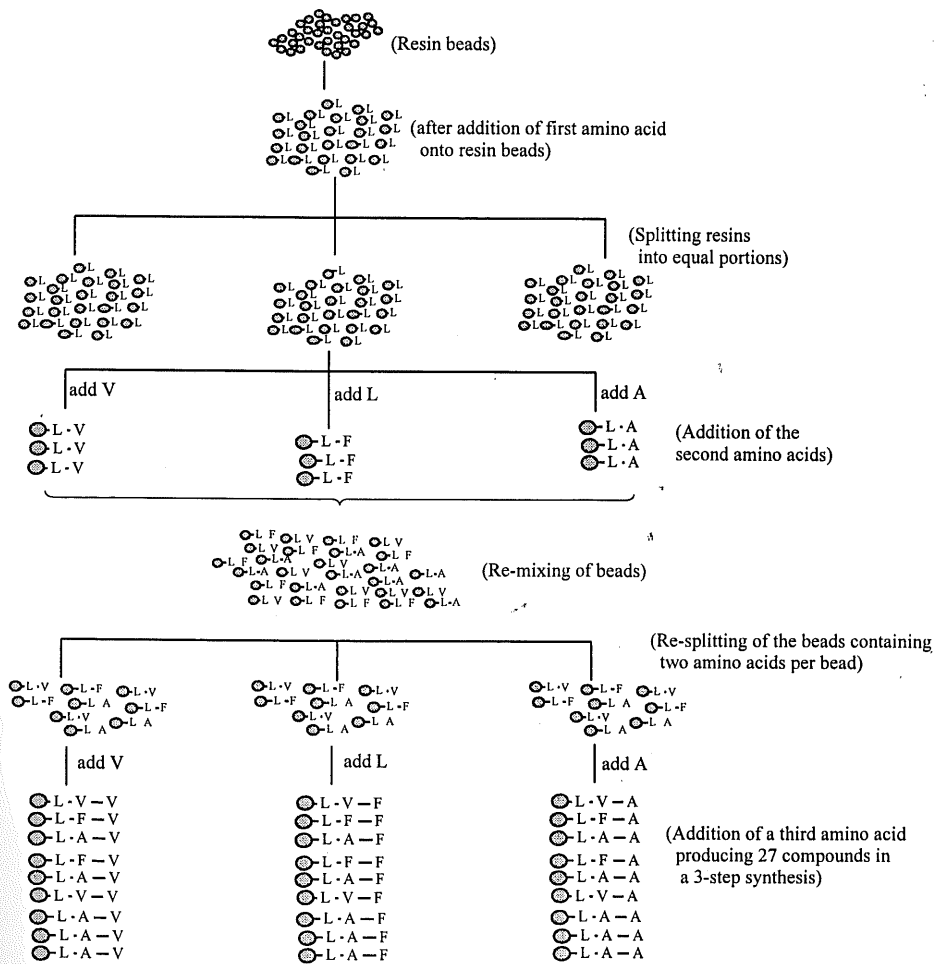 (Resin beads)
L
L L L
L L L L
L L L L
L L L L L
L L L L L
L L
(after addition of first amino acid
onto resin beads)
(Splitting resins
into equal portions)
L L L
L L L L L L L L L
L L L L L L L L L L L L
L L L L L L L L L L L L
L L L L L L L L L L L L L L L
L L L L L L L L L L L L L L L
L L L L L L
add V add L add A
L - V L - F L - A
L - V L - F L - A
L - V L - F L - A
(Addition of the
second amino acids)
L F L V L F L V
L V L F L-A L F
L F L-A L V L-A
L-A L V L-A L-A L-A
L F L-A L V L V L V
L V L F L F L F L-A
(Re-mixing of beads)
(Re-splitting of the beads containing
two amino acids per bead)
L-V L-F L-V L-V L-F L-V L-V L-F L-V
L-F L A L-F L-F L A L-F L-F L A L-F
L-V L A L-V L A L-V L A
L A L A L A
add V add L add A
L - V – V L - V – F L - V – A
L - F – V L - F – F L - F – A
L - A – V L - A – F L - A – A
L - F – V L - F – F L - F – A
L - A – V L - A – F L - A – A
L - V – V L - V – F L - V – A
L - A – V L - A – F L - A – A
L - A – V L - A – F L - A – A
L - A – V L - A – F L - A – A
(Addition of a third amino acid
producing 27 compounds in
a 3-step synthesis)